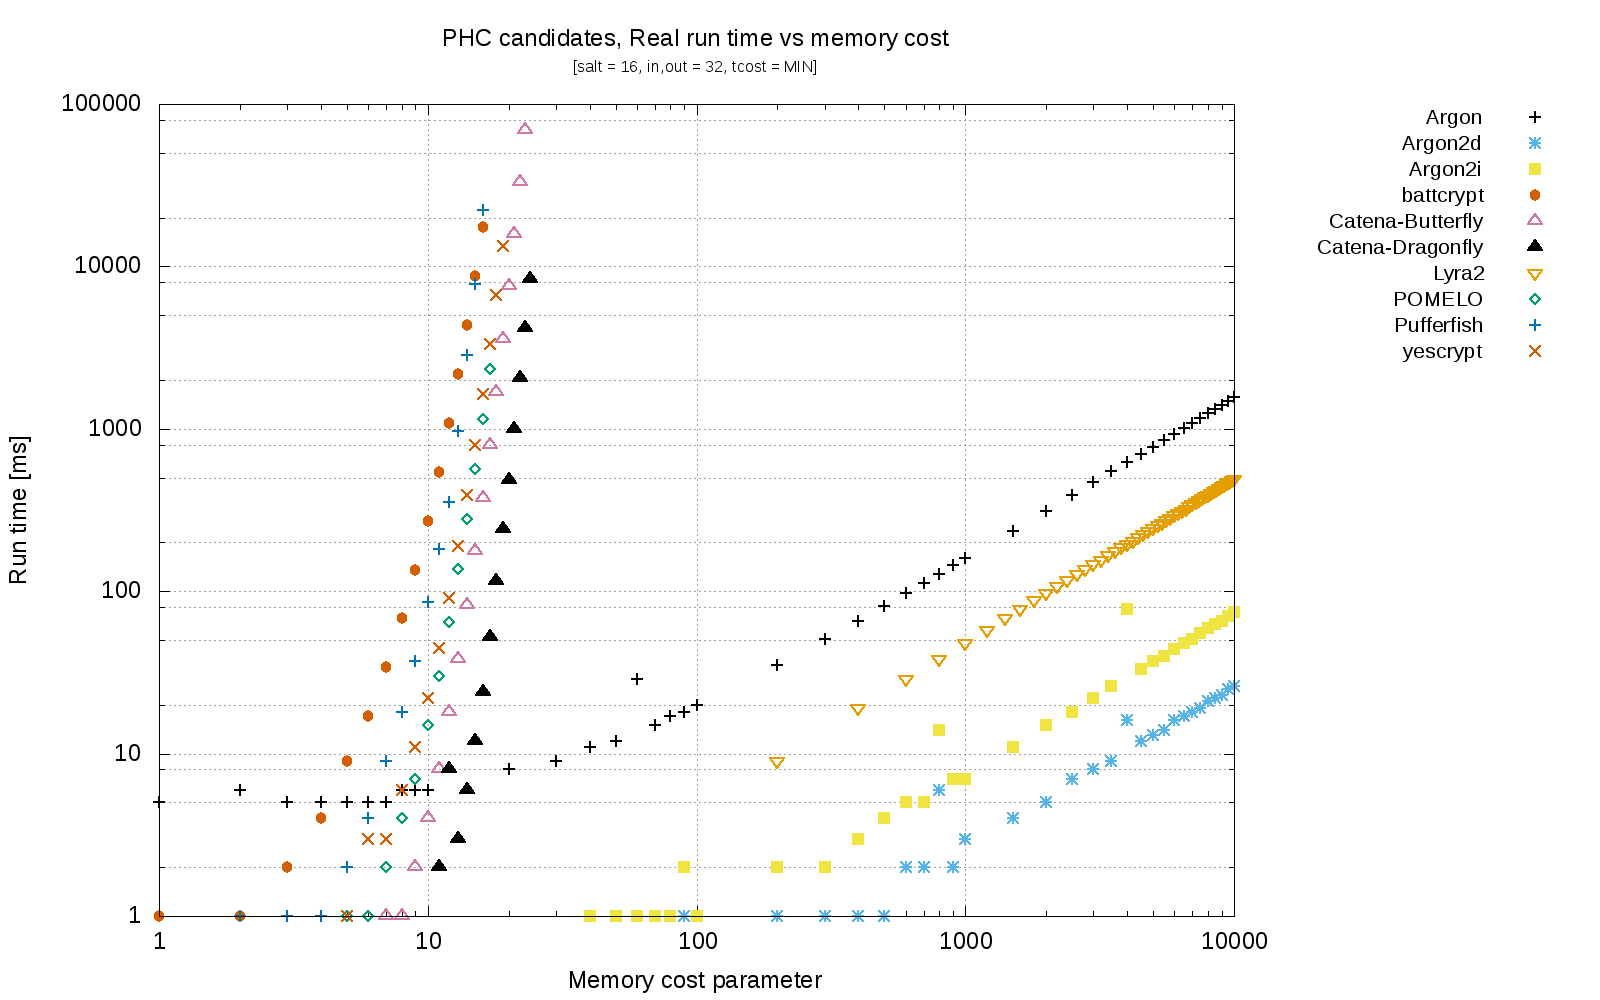 PHC candidates, Real run time vs memory cost
[salt = 16, in,out = 32, tcost = MIN]
100000
10000
1000
100
10
1
Run time [ms]
1 10 100 1000 10000
Memory cost parameter
Argon
Argon2d
Argon2i
battcrypt
Catena-Butterfly
Catena-Dragonfly
Lyra2
POMELO
Pufferfish
yescrypt